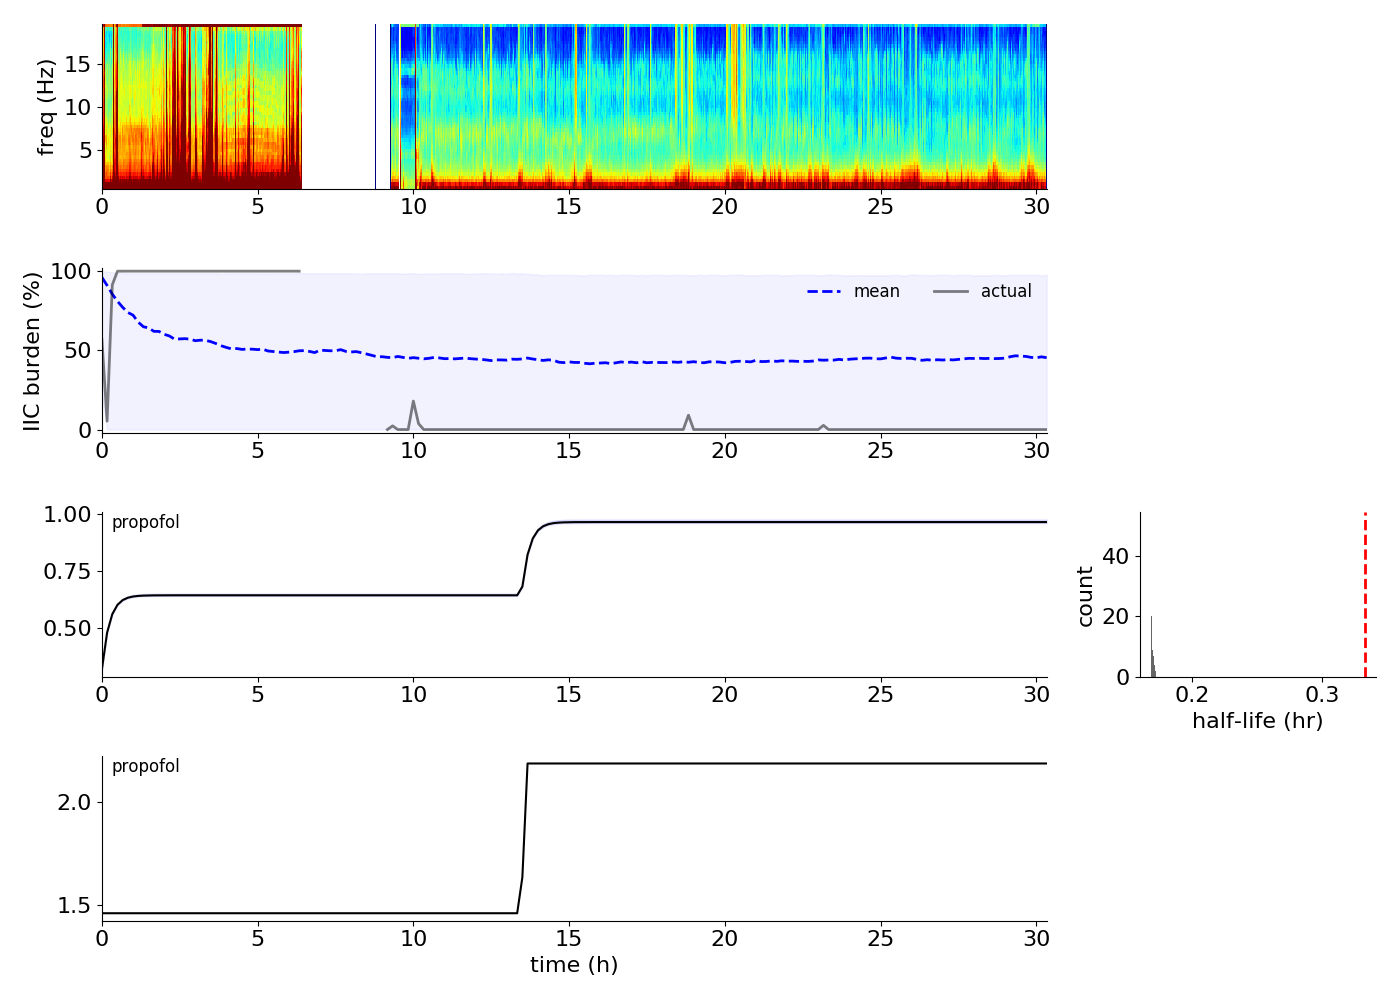 freq (Hz)
15
10
5
0 5 10 15 20 25 30
IIC burden (%)
100
50
0
mean actual
0 5 10 15 20 25 30
propofol
1.00
0.75
0.50
0 5 10 15 20 25 30
count
40
20
0
0.2 0.3
half-life (hr)
propofol
2.0
1.5
0 5 10 15 20 25 30
time (h)